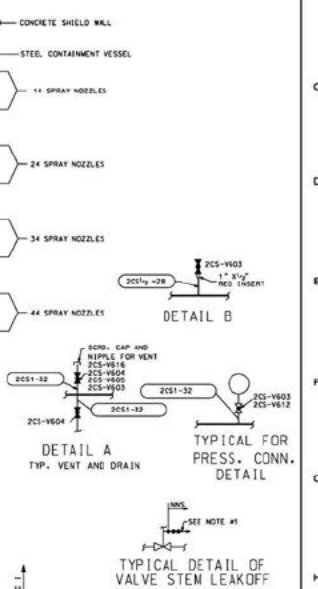 CONCRETE SHIELD WALL
STEEL CONTAINMENT VESSEL
14 SPRAY NOZZLES
24 SPRAY NOZZLES
34 SPRAY NOZZLES
44 SPRAY NOZZLES
2CS-V603
1" X½"
RED INSERT
2CS½-28
DETAIL B
SCRD. CAP AND
NIPPLE FOR VENT
2CS-V616
2CS-V604
2CS-V605
2CS-V603
2CS1-32
2CS1-32
2CS-V604
DETAIL A
TYP. VENT AND DRAIN
2CS1-32
2CS-V603
2CS-V612
TYPICAL FOR
PRESS. CONN.
DETAIL
NNS
SEE NOTE #1
TYPICAL DETAIL OF
VALVE STEM LEAKOFF
C
D
E
F
G
H